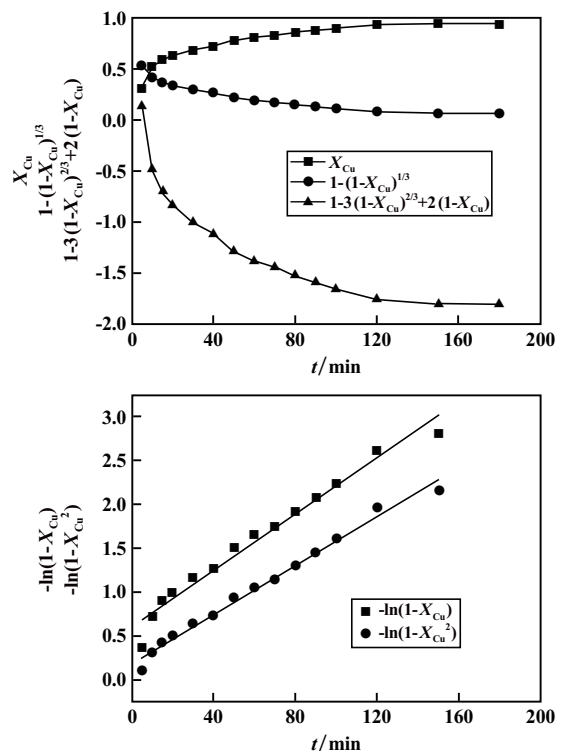 1.0
0.5
0.0
-0.5
-1.0
-1.5
-2.0
X_Cu
1-(1-X_Cu)^1/3
1-3(1-X_Cu)^2/3+2(1-X_Cu)
X_Cu
1-(1-X_Cu)^1/3
1-3(1-X_Cu)^2/3+2(1-X_Cu)
0 40 80 120 160 200
t/min
3.0
2.5
2.0
1.5
1.0
0.5
0.0
-ln(1-X_Cu)
-ln(1-X_Cu^2)
-ln(1-X_Cu)
-ln(1-X_Cu^2)
0 40 80 120 160 200
t/min